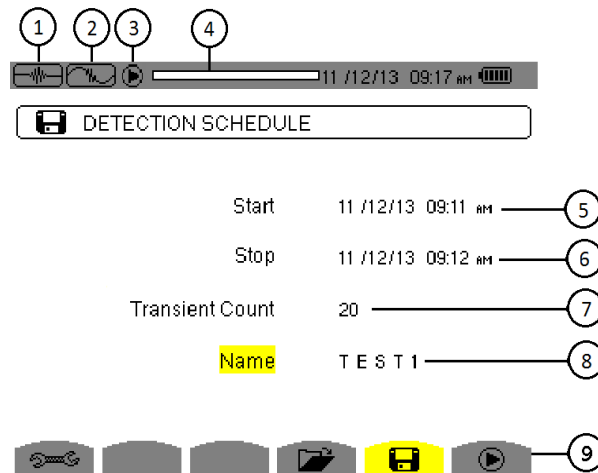 1 2 3 4
11 /12/13 09:17 AM
DETECTION SCHEDULE
Start 11 /12/13 09:11 AM 5
Stop 11 /12/13 09:12 AM 6
Transient Count 20 7
Name T E S T 1 8
9